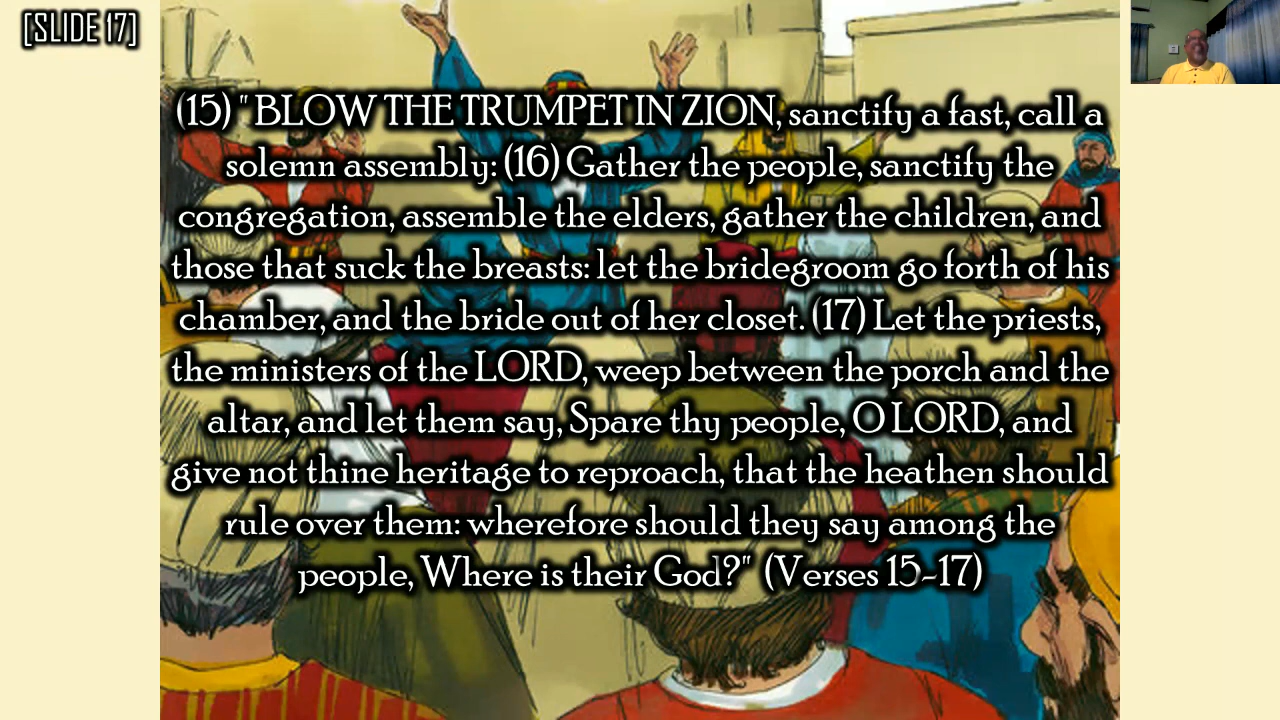 [SLIDE 17]
(15) "BLOW THE TRUMPET IN ZION, sanctify a fast, call a
solemn assembly: (16) Gather the people, sanctify the
congregation, assemble the elders, gather the children, and
those that suck the breasts: let the bridegroom go forth of his
chamber, and the bride out of her closet. (17) Let the priests,
the ministers of the LORD, weep between the porch and the
altar, and let them say, Spare thy people, O LORD, and
give not thine heritage to reproach, that the heathen should
rule over them: wherefore should they say among the
people, Where is their God?" (Verses 15-17)